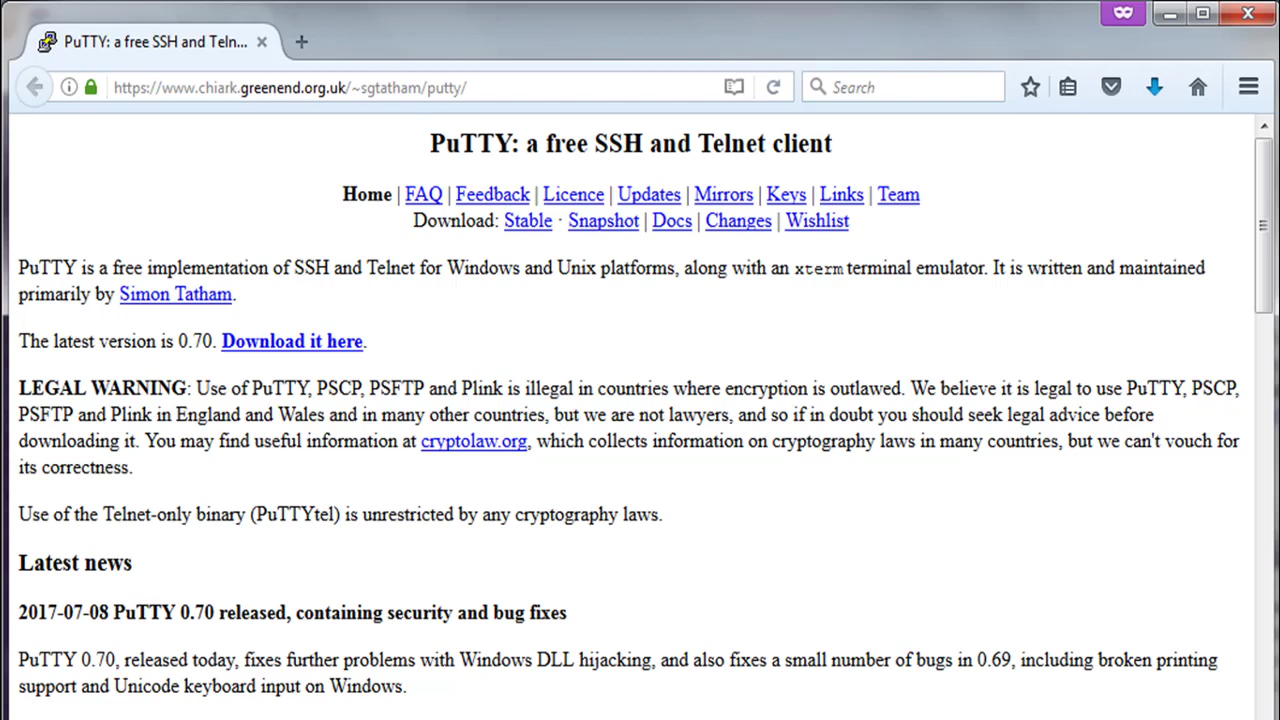 PuTTY: a free SSH and Teln...
https://www.chiark.greenend.org.uk/~sgtatham/putty/
Search
PuTTY: a free SSH and Telnet client
Home | FAQ | Feedback | Licence | Updates | Mirrors | Keys | Links | Team
Download: Stable · Snapshot | Docs | Changes | Wishlist
PuTTY is a free implementation of SSH and Telnet for Windows and Unix platforms, along with an xterm terminal emulator. It is written and maintained
primarily by Simon Tatham.
The latest version is 0.70. Download it here.
LEGAL WARNING: Use of PuTTY, PSCP, PSFTP and Plink is illegal in countries where encryption is outlawed. We believe it is legal to use PuTTY, PSCP,
PSFTP and Plink in England and Wales and in many other countries, but we are not lawyers, and so if in doubt you should seek legal advice before
downloading it. You may find useful information at cryptolaw.org, which collects information on cryptography laws in many countries, but we can't vouch for
its correctness.
Use of the Telnet-only binary (PuTTYtel) is unrestricted by any cryptography laws.
Latest news
2017-07-08 PuTTY 0.70 released, containing security and bug fixes
PuTTY 0.70, released today, fixes further problems with Windows DLL hijacking, and also fixes a small number of bugs in 0.69, including broken printing
support and Unicode keyboard input on Windows.